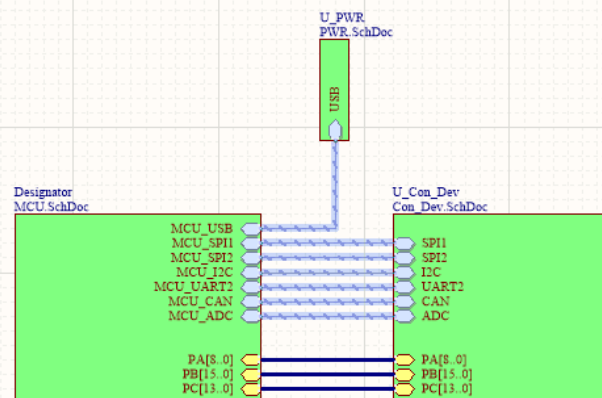 U_PWR
PWR.SchDoc
USB
Designator
MCU.SchDoc
U_Con_Dev
Con_Dev.SchDoc
MCU_USB
MCU_SPI1
SPI1
MCU_SPI2
SPI2
MCU_I2C
I2C
MCU_UART2
UART2
MCU_CAN
CAN
MCU_ADC
ADC
PA[8..0]
PA[8..0]
PB[15..0]
PB[15..0]
PC[13..0]
PC[13..0]